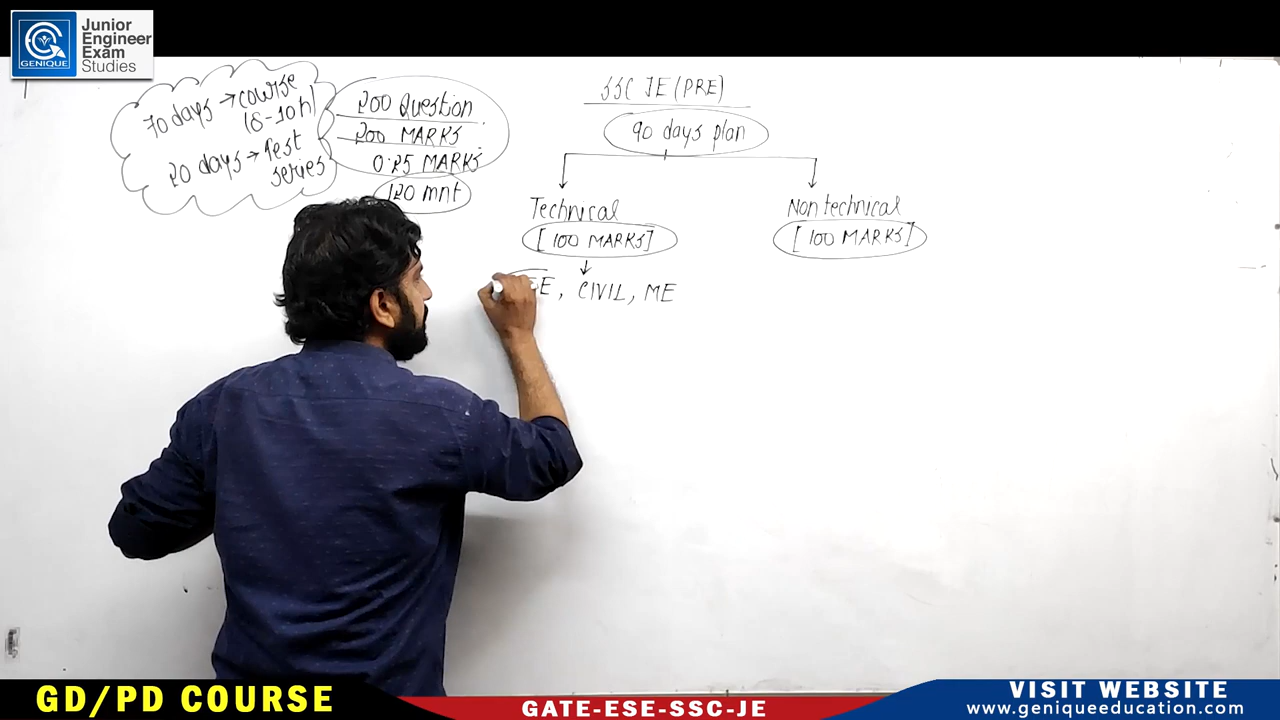 Junior
Engineer
Exam
Studies
GENIQUE
70 days → course
(8-10h)
20 days → Test
series
200 Question
200 MARKS
0.25 MARKS
120 mnt
SSC JE (PRE)
90 days plan
Technical
[100 MARKS]
Non technical
[100 MARKS]
EE, CIVIL, ME
GD/PD COURSE
GATE-ESE-SSC-JE
VISIT WEBSITE
www.geniqueeducation.com